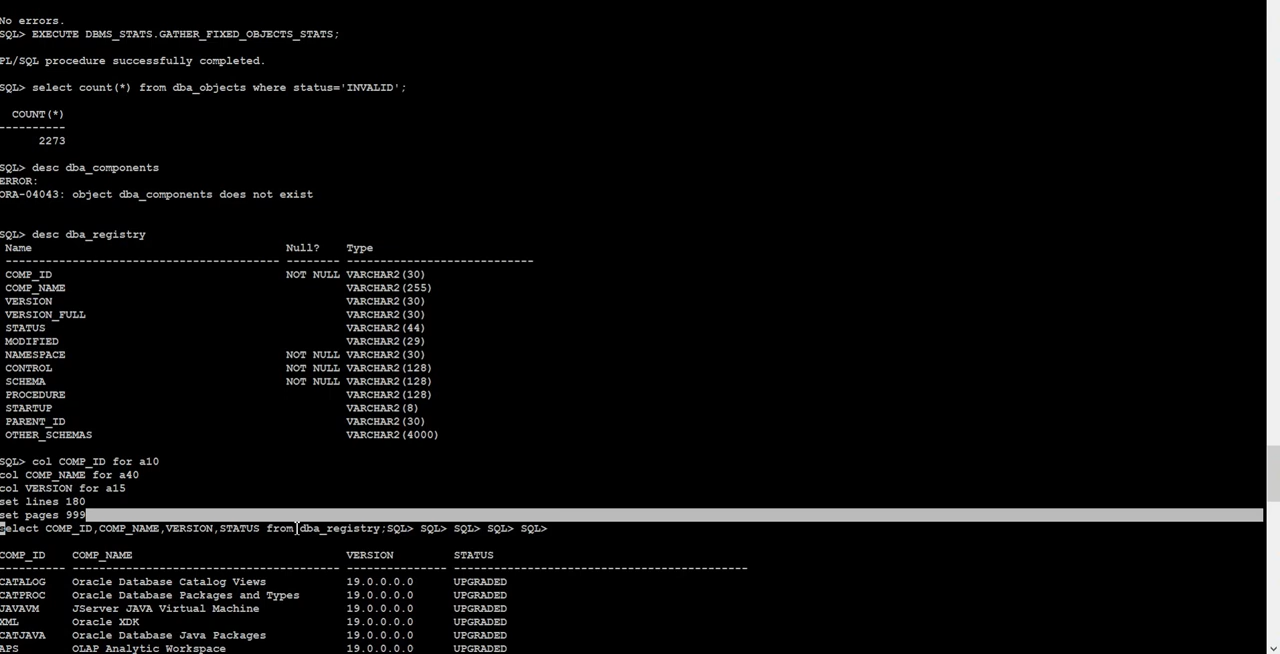 No errors.
SQL> EXECUTE DBMS_STATS.GATHER_FIXED_OBJECTS_STATS;
PL/SQL procedure successfully completed.
SQL> select count(*) from dba_objects where status='INVALID';
COUNT(*)
----------
2273
SQL> desc dba_components
ERROR:
ORA-04043: object dba_components does not exist
SQL> desc dba_registry
Name Null? Type
----------------------------------------- -------- ----------------------------
COMP_ID NOT NULL VARCHAR2(30)
COMP_NAME VARCHAR2(255)
VERSION VARCHAR2(30)
VERSION_FULL VARCHAR2(30)
STATUS VARCHAR2(44)
MODIFIED VARCHAR2(29)
NAMESPACE NOT NULL VARCHAR2(30)
CONTROL NOT NULL VARCHAR2(128)
SCHEMA NOT NULL VARCHAR2(128)
PROCEDURE VARCHAR2(128)
STARTUP VARCHAR2(8)
PARENT_ID VARCHAR2(30)
OTHER_SCHEMAS VARCHAR2(4000)
SQL> col COMP_ID for a10
col COMP_NAME for a40
col VERSION for a15
set lines 180
set pages 999
select COMP_ID,COMP_NAME,VERSION,STATUS from dba_registry;SQL> SQL> SQL> SQL> SQL>
COMP_ID COMP_NAME VERSION STATUS
---------- ---------------------------------------- --------------- --------------------------------------------
CATALOG Oracle Database Catalog Views 19.0.0.0.0 UPGRADED
CATPROC Oracle Database Packages and Types 19.0.0.0.0 UPGRADED
JAVAVM JServer JAVA Virtual Machine 19.0.0.0.0 UPGRADED
XML Oracle XDK 19.0.0.0.0 UPGRADED
CATJAVA Oracle Database Java Packages 19.0.0.0.0 UPGRADED
APS OLAP Analytic Workspace 19.0.0.0.0 UPGRADED